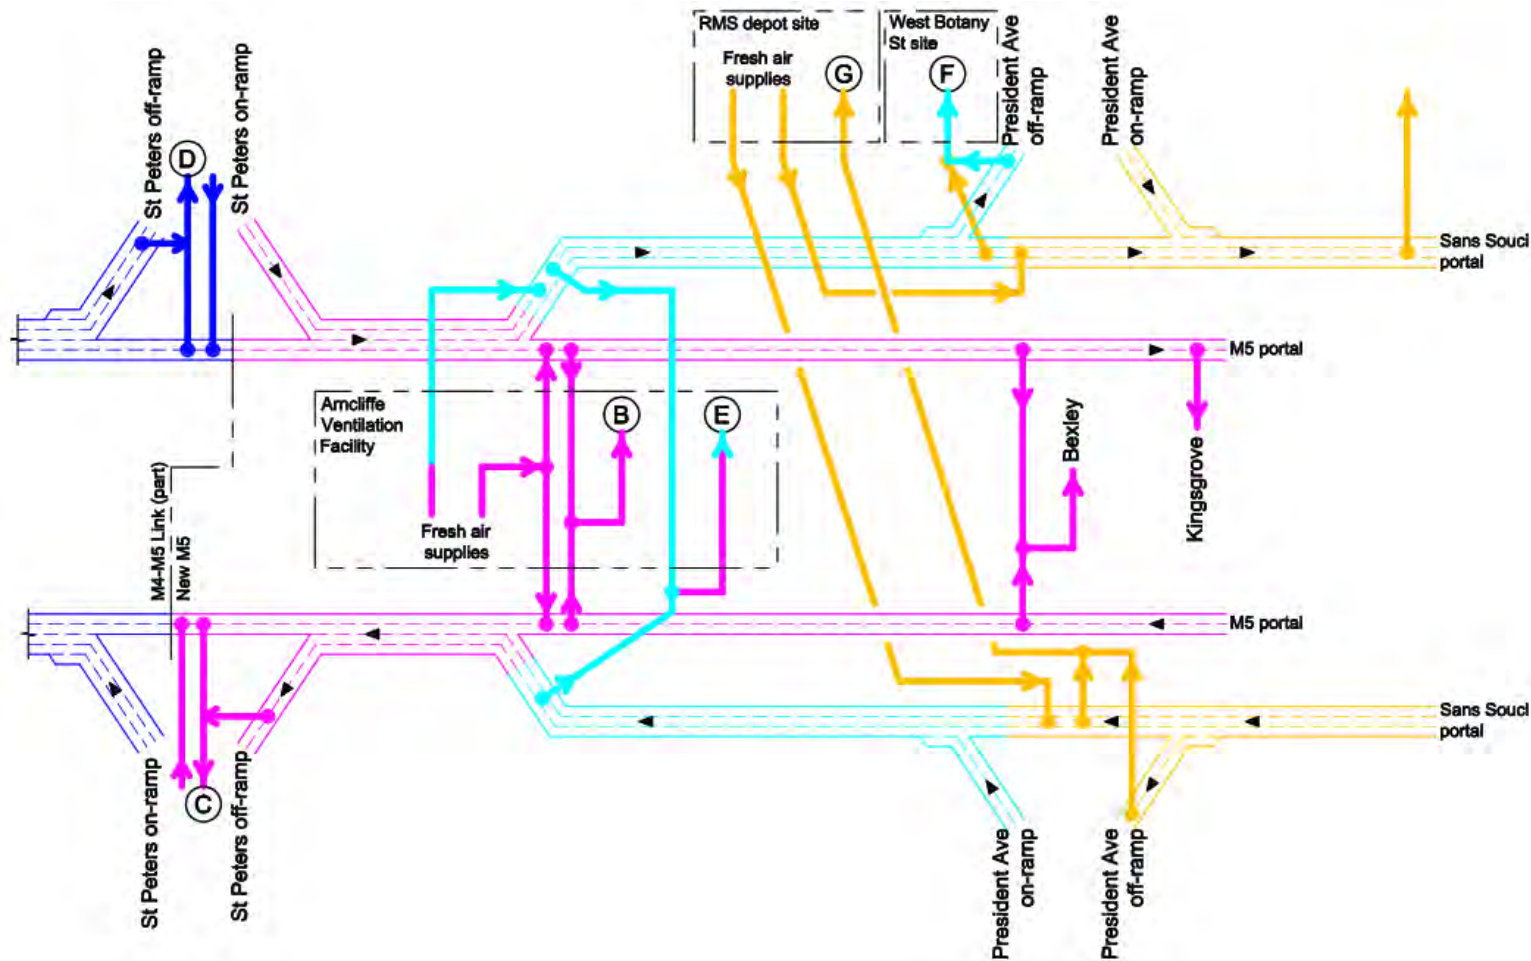 RMS depot site
Fresh air
supplies
G
West Botany
St site
F
President Ave
off-ramp
President Ave
on-ramp
St Peters off-ramp
D
St Peters on-ramp
Sans Souci
portal
M5 portal
Arncliffe
Ventilation
Facility
B
E
Fresh air
supplies
Bexley
Kingsgrove
M4-M5 Link (part)
New M5
M5 portal
Sans Souci
portal
St Peters on-ramp
C
St Peters off-ramp
President Ave
on-ramp
President Ave
off-ramp